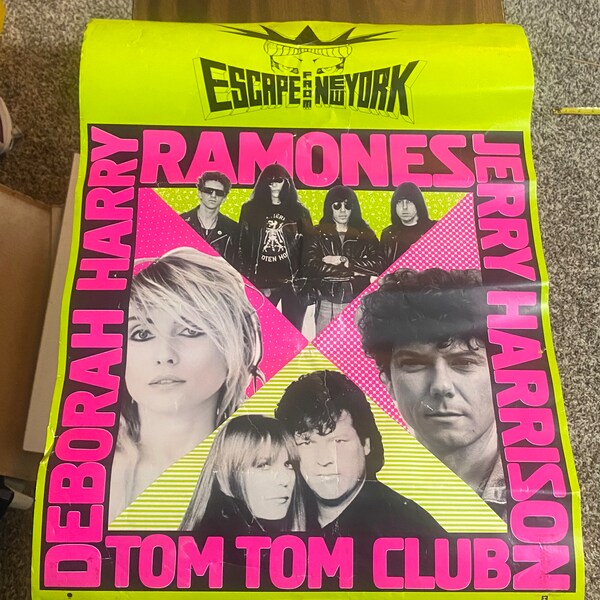 ESCAPE FROM NEW YORK
RAMONES
DEBORAH HARRY
JERRY HARRISON
TOM TOM CLUB